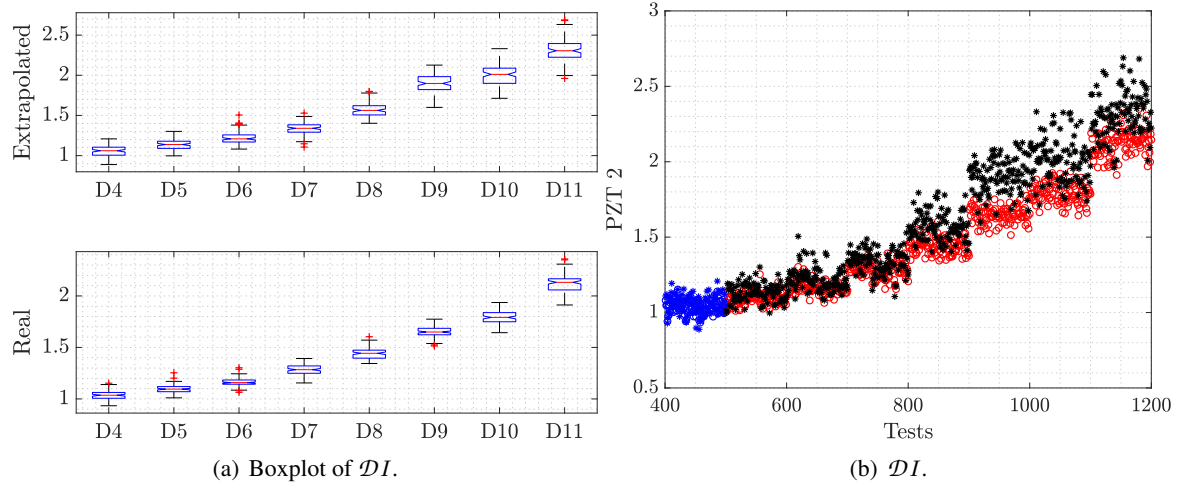 Extrapolated
2.5
2
1.5
1
D4 D5 D6 D7 D8 D9 D10 D11
Real
2
1.5
1
D4 D5 D6 D7 D8 D9 D10 D11
(a) Boxplot of 𝒟I.
PZT 2
3
2.5
2
1.5
1
0.5
400 600 800 1000 1200
Tests
(b) 𝒟I.